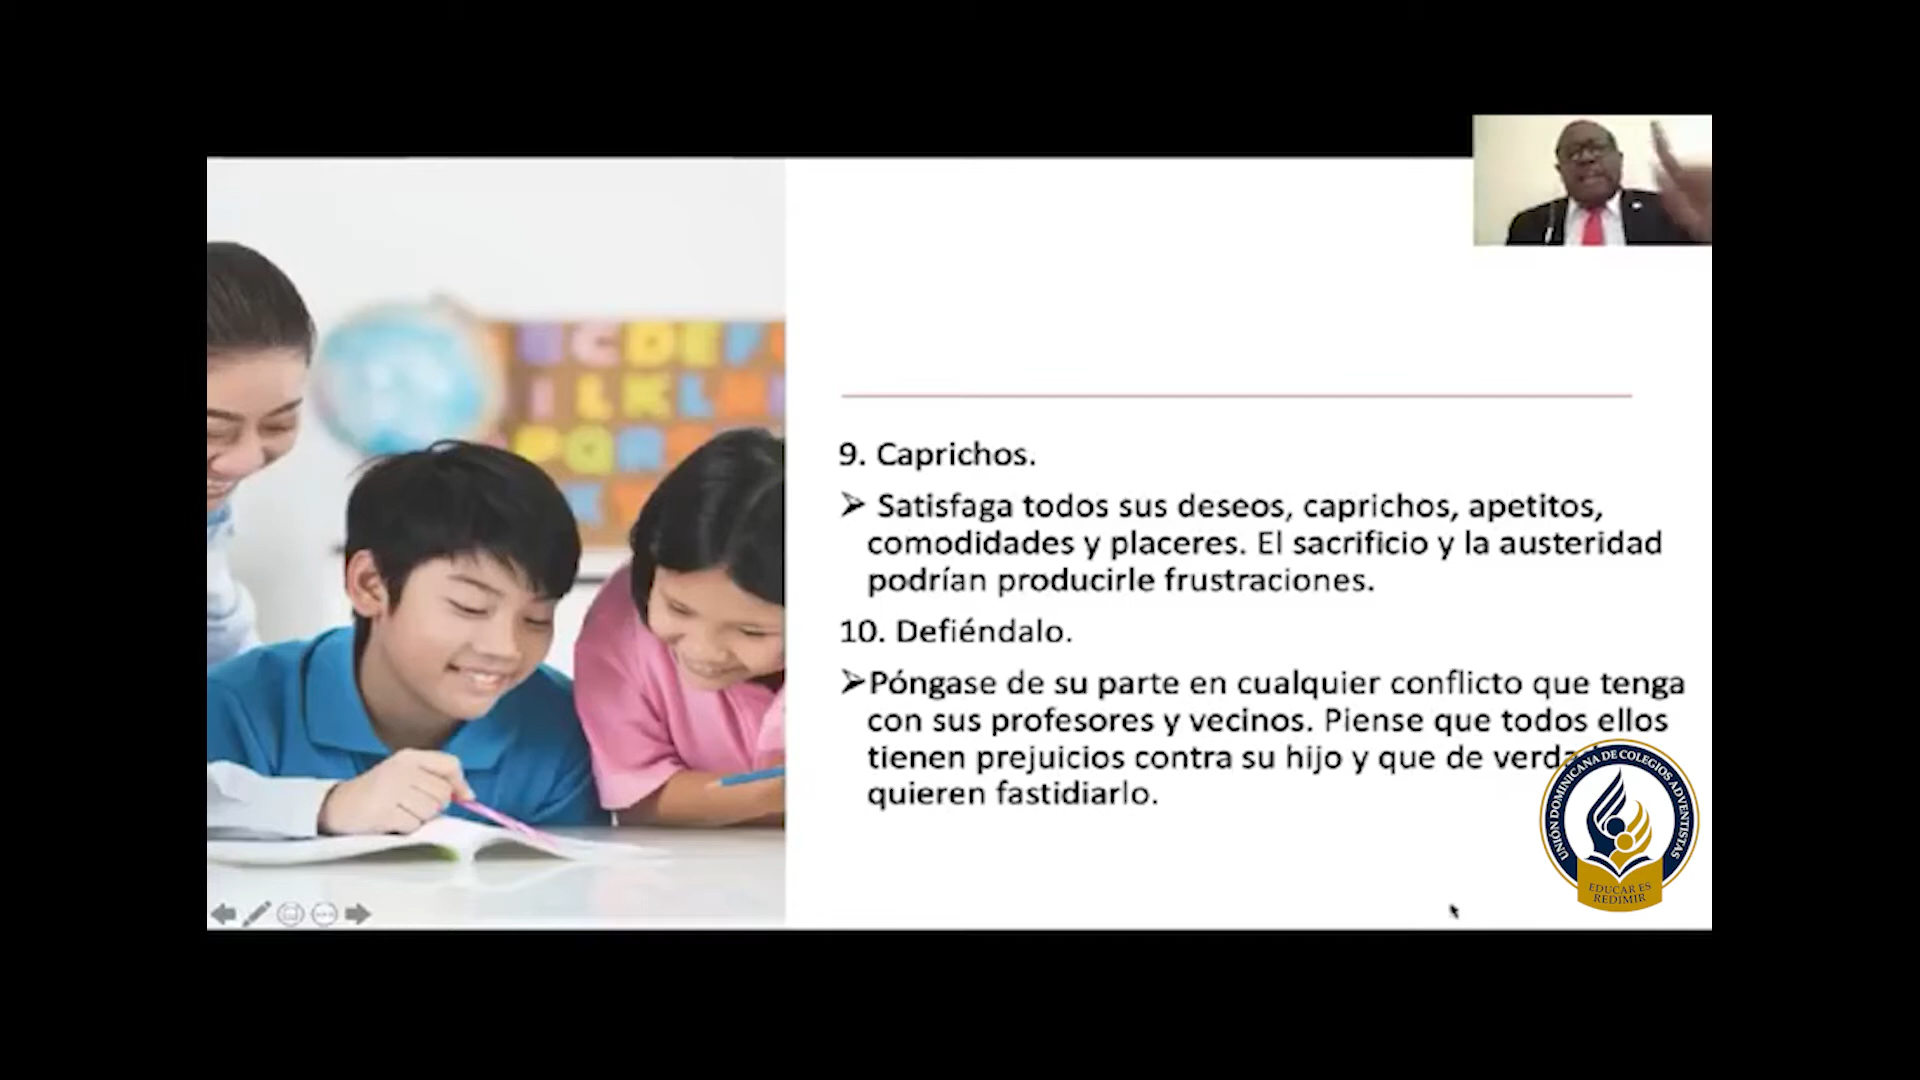 9. Caprichos.
➢ Satisfaga todos sus deseos, caprichos, apetitos,
comodidades y placeres. El sacrificio y la austeridad
podrían producirle frustraciones.
10. Defiéndalo.
➢Póngase de su parte en cualquier conflicto que tenga
con sus profesores y vecinos. Piense que todos ellos
tienen prejuicios contra su hijo y que de
quieren fastidiarlo.
UNIÓN DOMINICANA DE COLEGIOS ADVENTISTAS
EDUCAR ES
REDIMIR